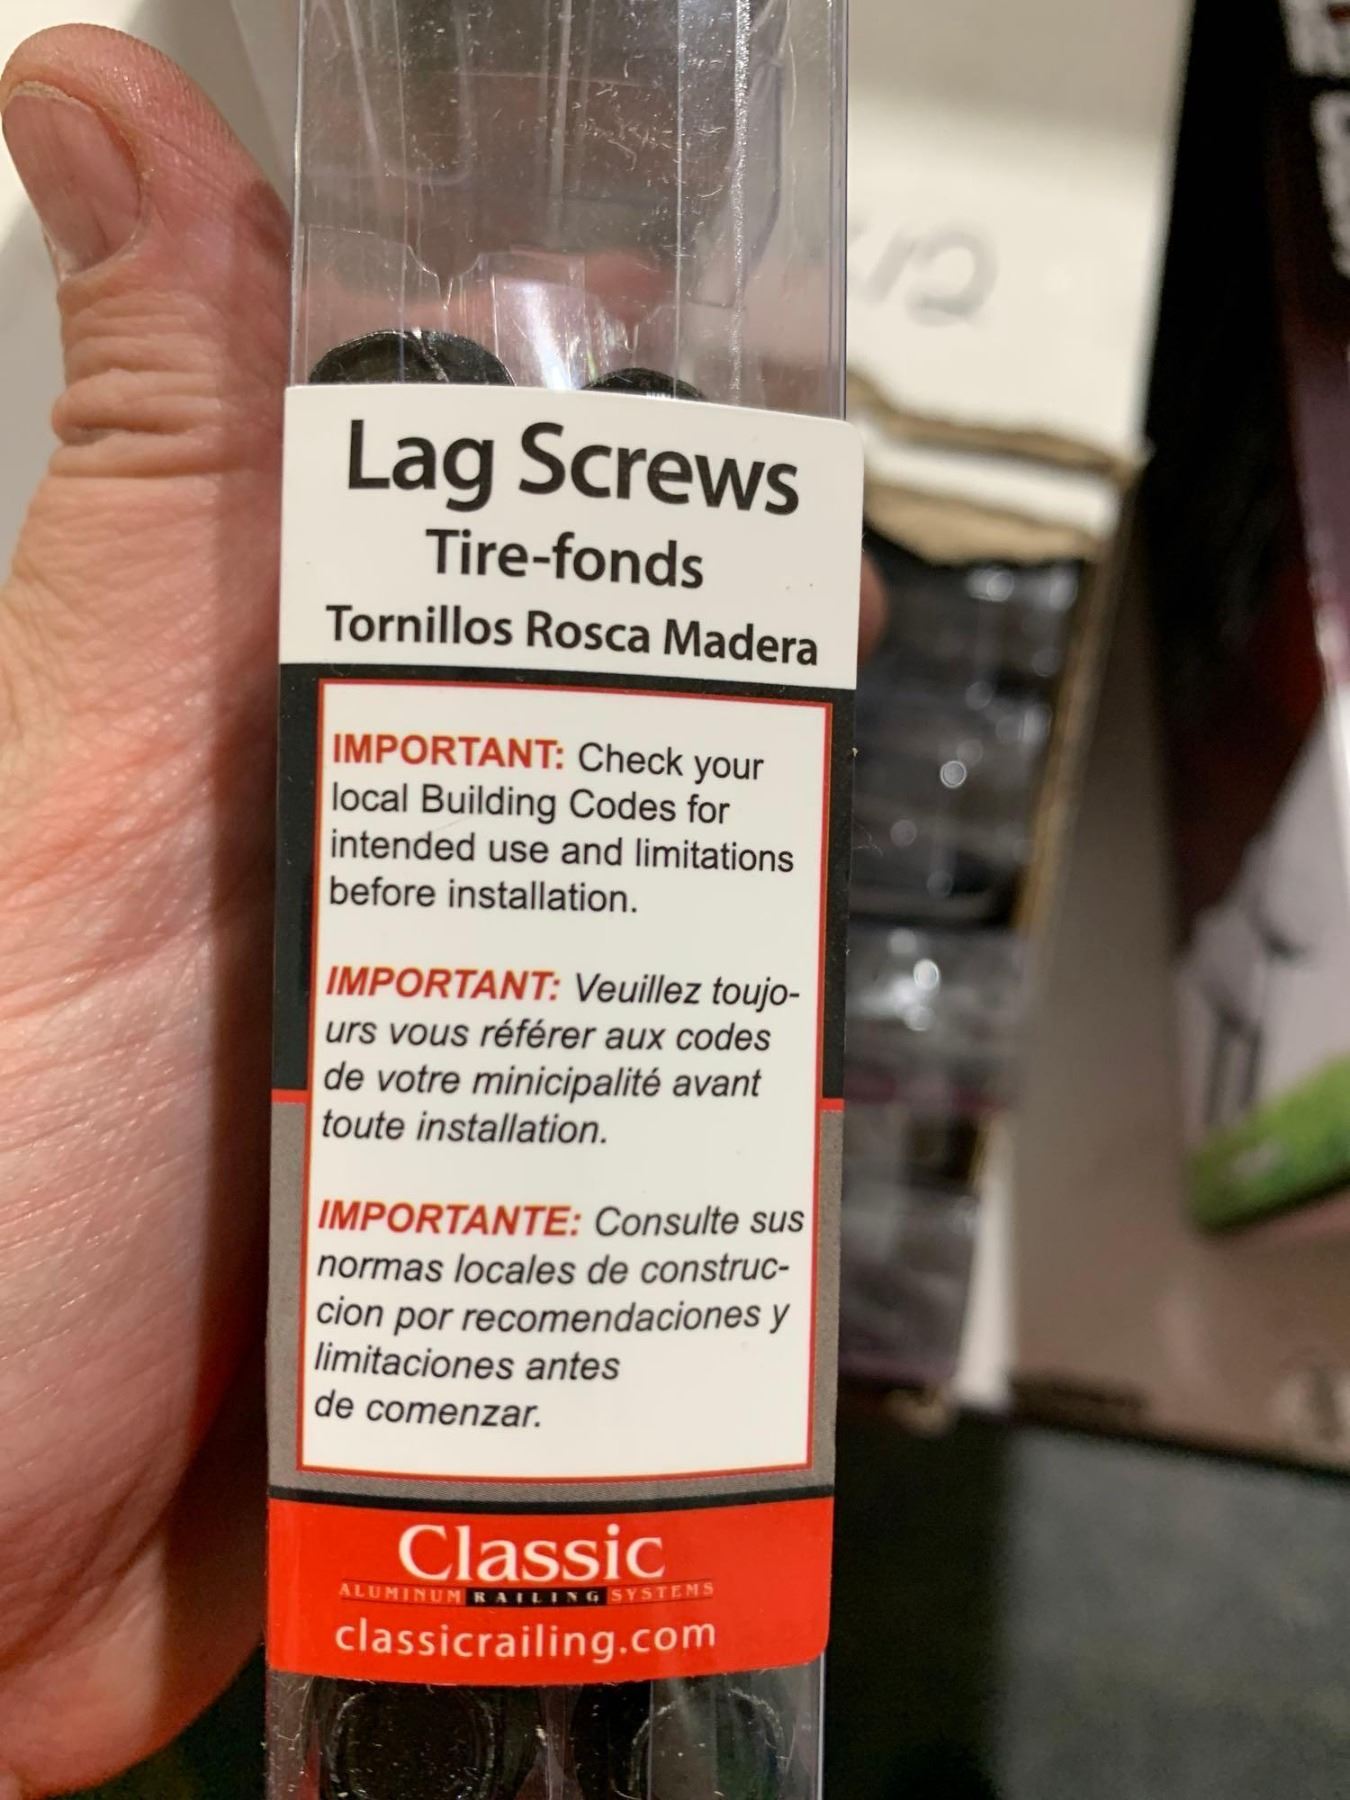 Lag Screws
Tire-fonds
Tornillos Rosca Madera
IMPORTANT: Check your
local Building Codes for
intended use and limitations
before installation.
IMPORTANT: Veuillez toujo-
urs vous référer aux codes
de votre minicipalité avant
toute installation.
IMPORTANTE: Consulte sus
normas locales de construc-
cion por recomendaciones y
limitaciones antes
de comenzar.
Classic
ALUMINUM RAILING SYSTEMS
classicrailing.com